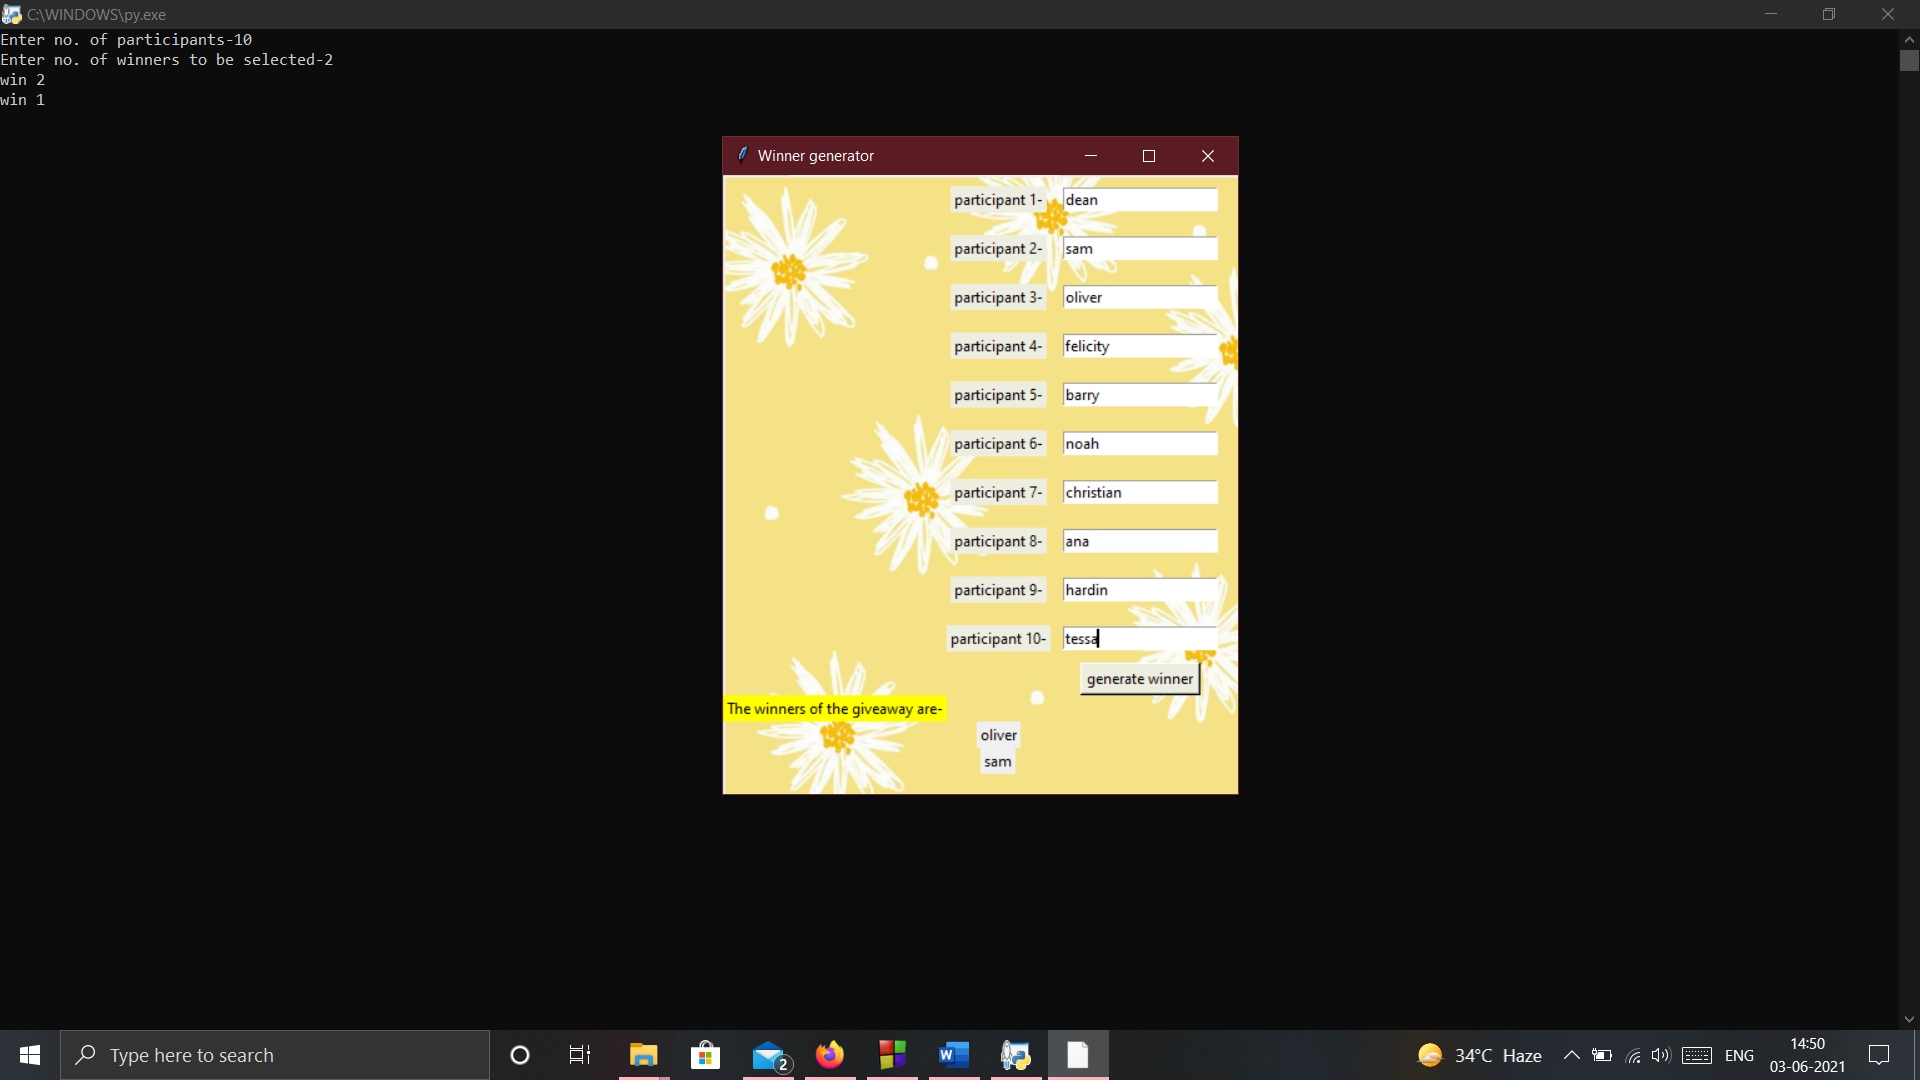 C:\WINDOWS\py.exe
Enter no. of participants-10
Enter no. of winners to be selected-2
win 2
win 1
Winner generator
participant 1- dean
participant 2- sam
participant 3- oliver
participant 4- felicity
participant 5- barry
participant 6- noah
participant 7- christian
participant 8- ana
participant 9- hardin
participant 10- tessa
generate winner
The winners of the giveaway are-
oliver
sam
Type here to search
2
W
34°C Haze
ENG
14:50
03-06-2021